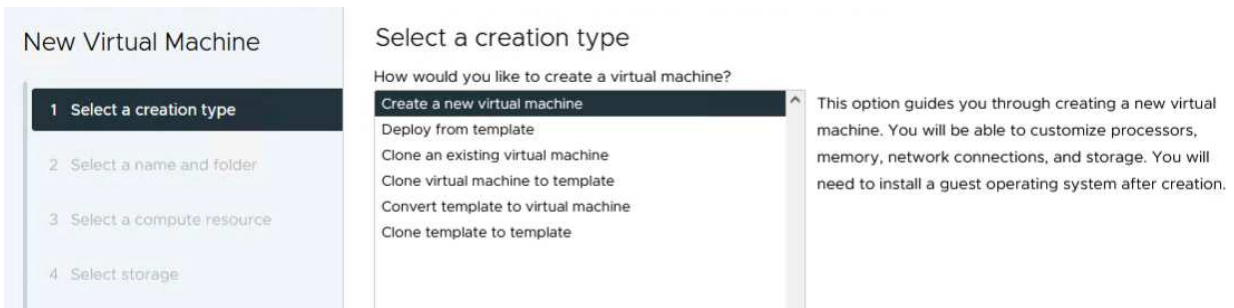 New Virtual Machine
1 Select a creation type
2 Select a name and folder
3 Select a compute resource
4 Select storage
Select a creation type
How would you like to create a virtual machine?
Create a new virtual machine
Deploy from template
Clone an existing virtual machine
Clone virtual machine to template
Convert template to virtual machine
Clone template to template
This option guides you through creating a new virtual
machine. You will be able to customize processors,
memory, network connections, and storage. You will
need to install a guest operating system after creation.